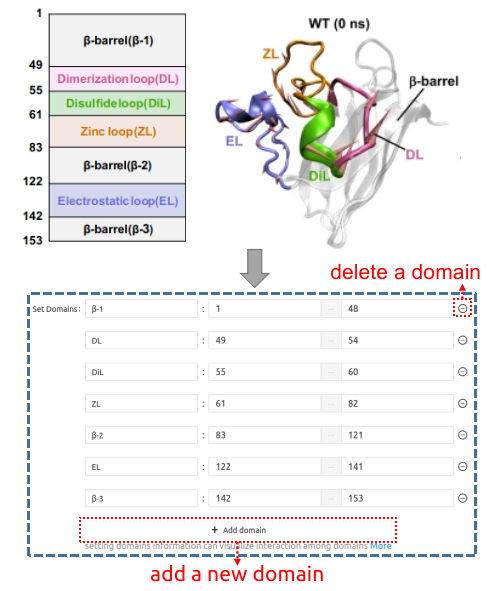 1
β-barrel(β-1)
49
Dimerization loop(DL)
55
Disulfide loop(DiL)
61
Zinc loop(ZL)
83
β-barrel(β-2)
122
Electrostatic loop(EL)
142
β-barrel(β-3)
153
WT (0 ns)
ZL
β-barrel
EL
DL
DiL
delete a domain
Set Domains: β-1 : 1 ... 48
DL : 49 ... 54
DiL : 55 ... 60
ZL : 61 ... 82
β-2 : 83 ... 121
EL : 122 ... 141
β-3 : 142 ... 153
+ Add domain
setting domains information can visualize interaction among domains More
add a new domain